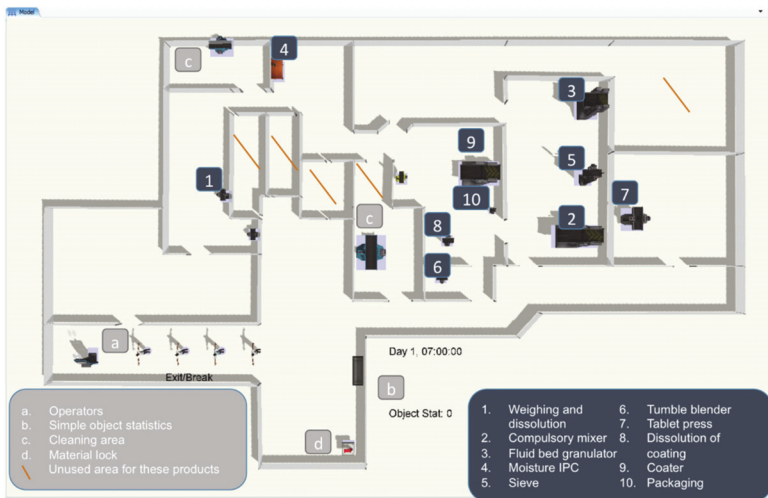 Model
c
4
3
9
5
1
10
7
c
8
2
6
a
Day 1, 07:00:00
Exit/Break
b
Object Stat: 0
d
a. Operators
b. Simple object statistics
c. Cleaning area
d. Material lock
Unused area for these products
1. Weighing and
dissolution
2. Compulsory mixer
3. Fluid bed granulator
4. Moisture IPC
5. Sieve
6. Tumble blender
7. Tablet press
8. Dissolution of
coating
9. Coater
10. Packaging